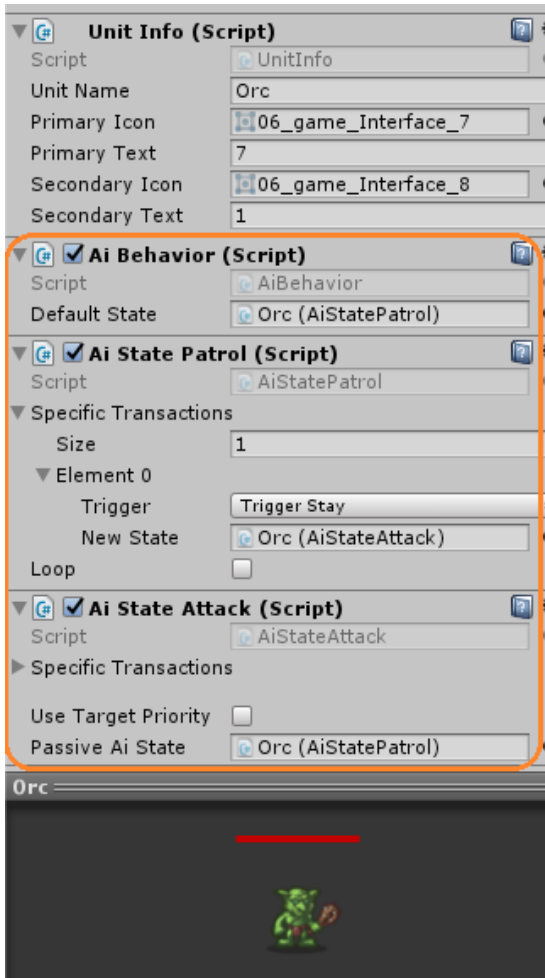 Unit Info (Script)
Script UnitInfo
Unit Name Orc
Primary Icon 06_game_Interface_7
Primary Text 7
Secondary Icon 06_game_Interface_8
Secondary Text 1
Ai Behavior (Script)
Script AiBehavior
Default State Orc (AiStatePatrol)
Ai State Patrol (Script)
Script AiStatePatrol
Specific Transactions
Size 1
Element 0
Trigger Trigger Stay
New State Orc (AiStateAttack)
Loop
Ai State Attack (Script)
Script AiStateAttack
Specific Transactions
Use Target Priority
Passive Ai State Orc (AiStatePatrol)
Orc